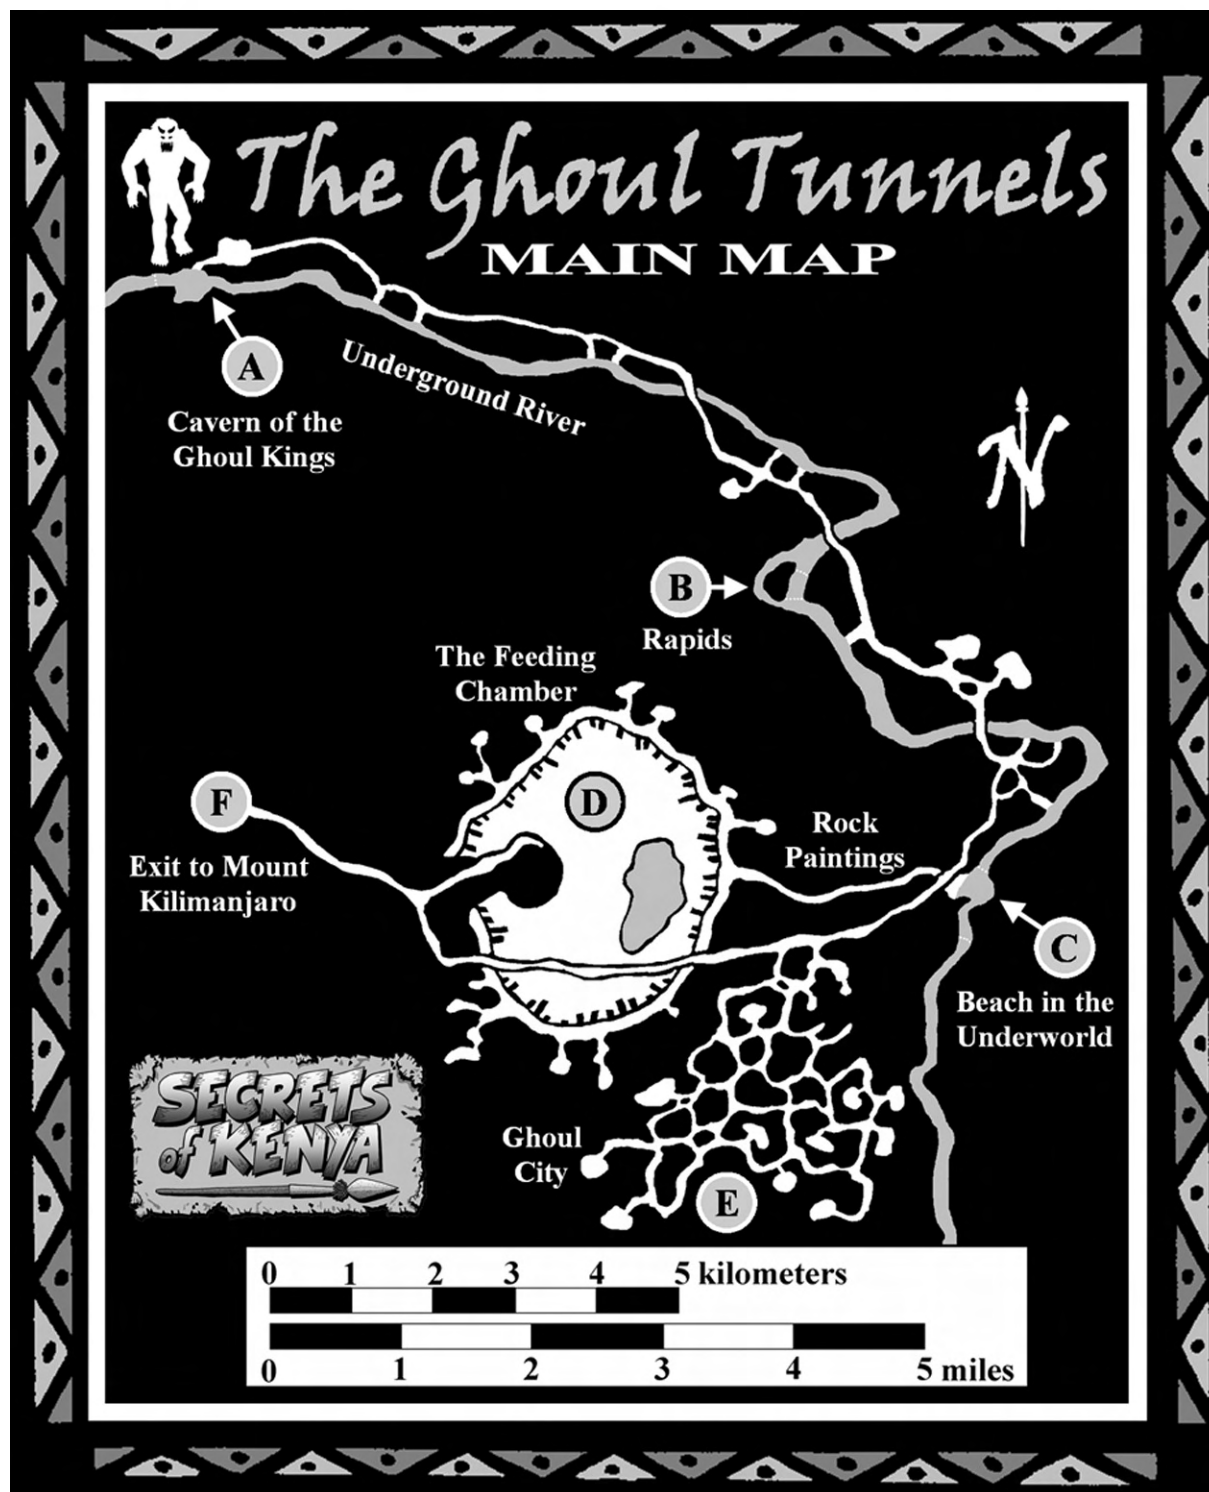 The Ghoul Tunnels
MAIN MAP
A
Cavern of the
Ghoul Kings
Underground River
N
B
Rapids
The Feeding
Chamber
D
F
Exit to Mount
Kilimanjaro
Rock
Paintings
C
Beach in the
Underworld
SECRETS
of KENYA
Ghoul
City
E
0 1 2 3 4 5 kilometers
0 1 2 3 4 5 miles